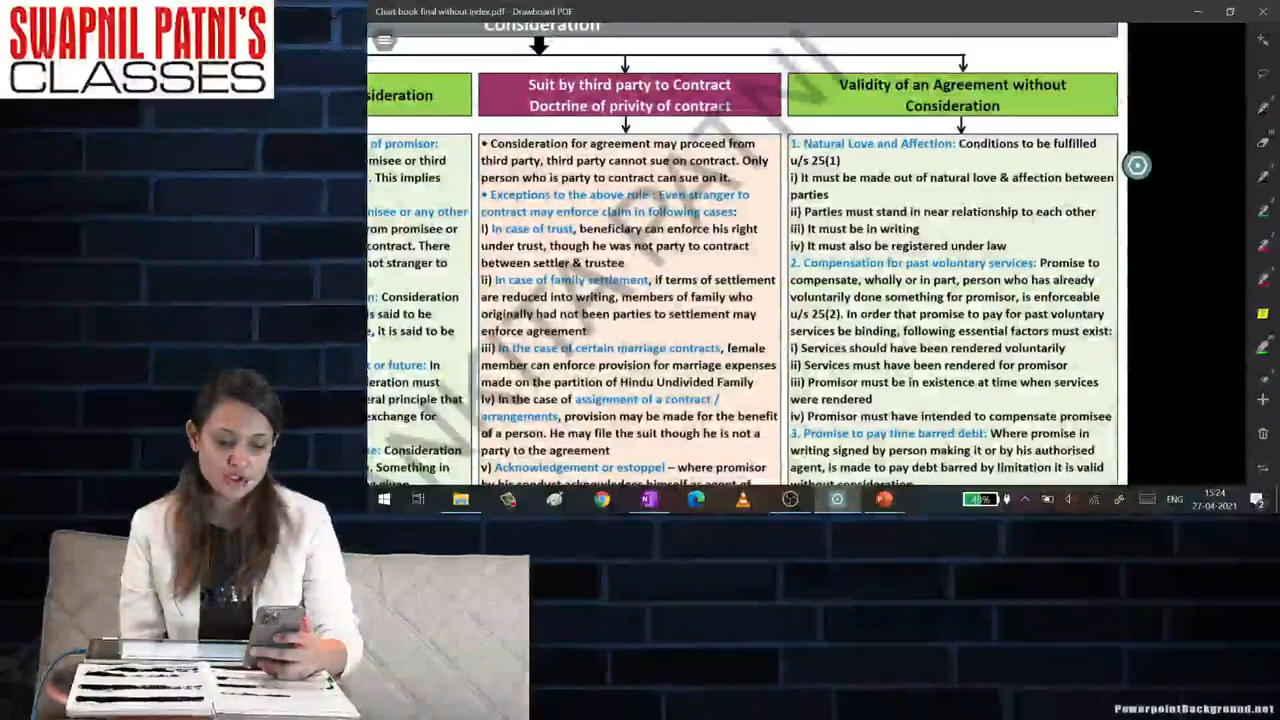 SWAPNIL PATNI'S
CLASSES
Chart book final without index.pdf - Drawboard PDF
Consideration
sideration
of promisor:
misee or third
. This implies
misee or any other
om promisee or
contract. There
not stranger to
n: Consideration
is said to be
, it is said to be
t or future: In
eration must
eral principle that
exchange for
e: Consideration
. Something in
Suit by third party to Contract
Doctrine of privity of contract
• Consideration for agreement may proceed from
third party, third party cannot sue on contract. Only
person who is party to contract can sue on it.
• Exceptions to the above rule : Even stranger to
contract may enforce claim in following cases:
i) In case of trust, beneficiary can enforce his right
under trust, though he was not party to contract
between settler & trustee
ii) In case of family settlement, if terms of settlement
are reduced into writing, members of family who
originally had not been parties to settlement may
enforce agreement
iii) In the case of certain marriage contracts, female
member can enforce provision for marriage expenses
made on the partition of Hindu Undivided Family
iv) In the case of assignment of a contract /
arrangements, provision may be made for the benefit
of a person. He may file the suit though he is not a
party to the agreement
v) Acknowledgement or estoppel – where promisor
by his conduct acknowledges himself as agent of
Validity of an Agreement without
Consideration
1. Natural Love and Affection: Conditions to be fulfilled
u/s 25(1)
i) It must be made out of natural love & affection between
parties
ii) Parties must stand in near relationship to each other
iii) It must be in writing
iv) It must also be registered under law
2. Compensation for past voluntary services: Promise to
compensate, wholly or in part, person who has already
voluntarily done something for promisor, is enforceable
u/s 25(2). In order that promise to pay for past voluntary
services be binding, following essential factors must exist:
i) Services should have been rendered voluntarily
ii) Services must have been rendered for promisor
iii) Promisor must be in existence at time when services
were rendered
iv) Promisor must have intended to compensate promisee
3. Promise to pay time barred debt: Where promise in
writing signed by person making it or by his authorised
agent, is made to pay debt barred by limitation it is valid
without consideration
48%
ENG
15:24
27-04-2021
PowerpointBackground.net